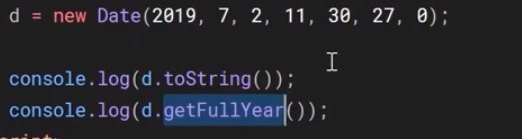 d = new Date(2019, 7, 2, 11, 30, 27, 0);
console.log(d.toString());
console.log(d.getFullYear());